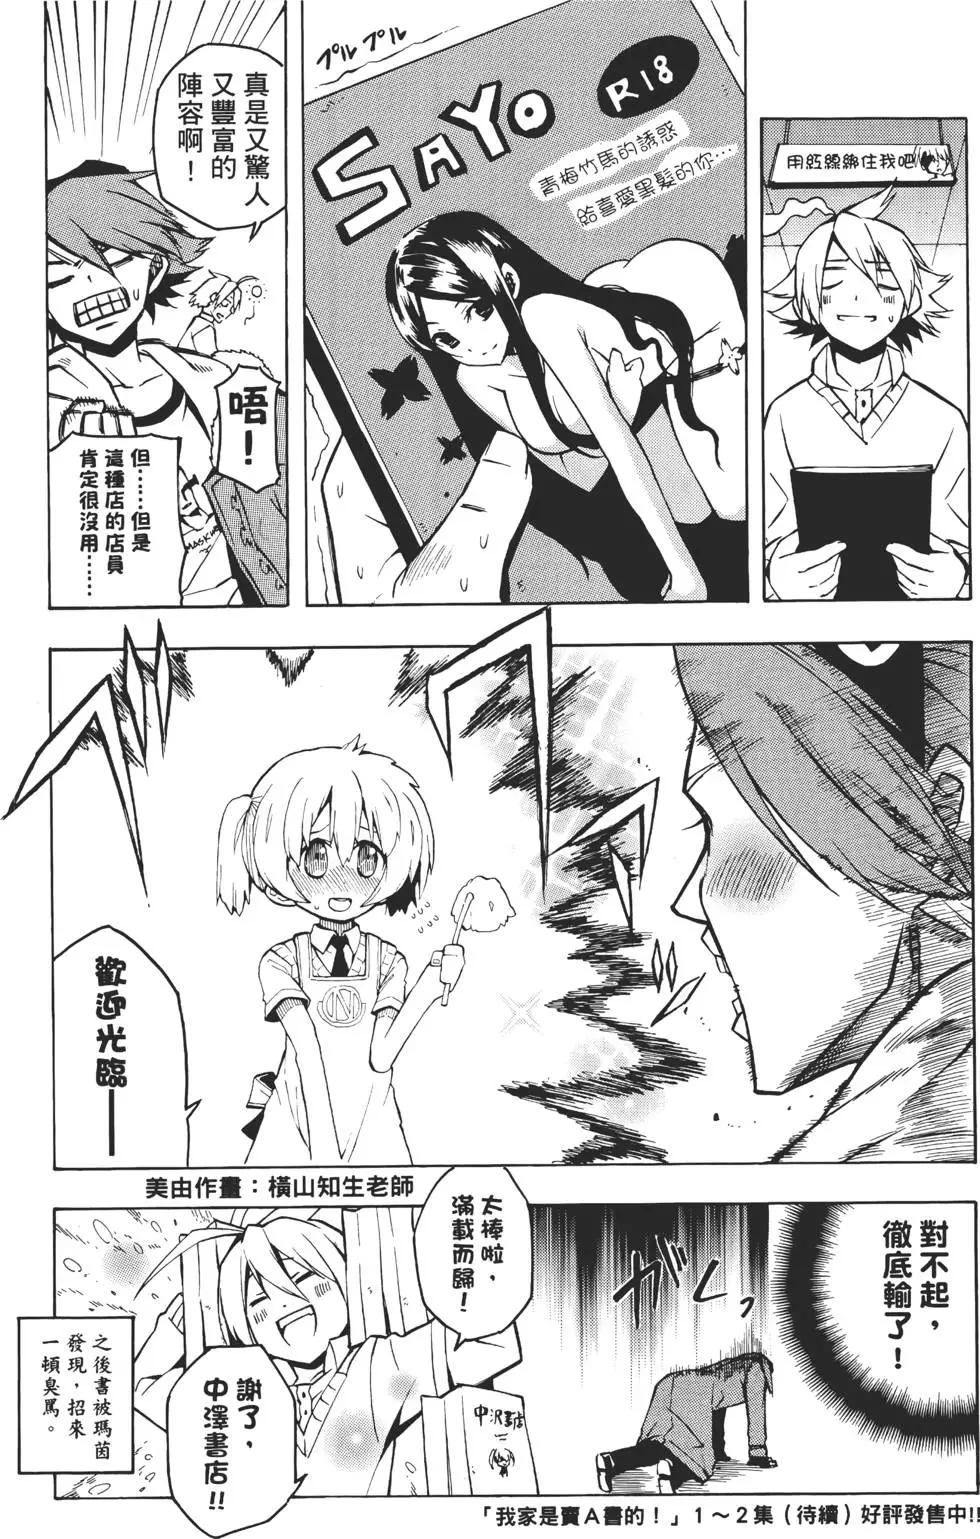 用紅線綁住我吧
プル プル
SAYO
R18
青梅竹馬的誘惑
給喜愛黑髮的你…
真是又驚人
又豐富的
陣容啊！
唔！
但……但是
這種店的店員
肯定很沒用……
歡迎光臨——
美由作畫：橫山知生老師
對不起，
徹底輸了！
ガくっ
太棒啦，
滿載而歸！
謝了，
中澤書店!!
中沢書店
之後書被瑪茵
發現，招來
一頓臭罵。
「我家是賣A書的！」1～2集（待續）好評發售中!!